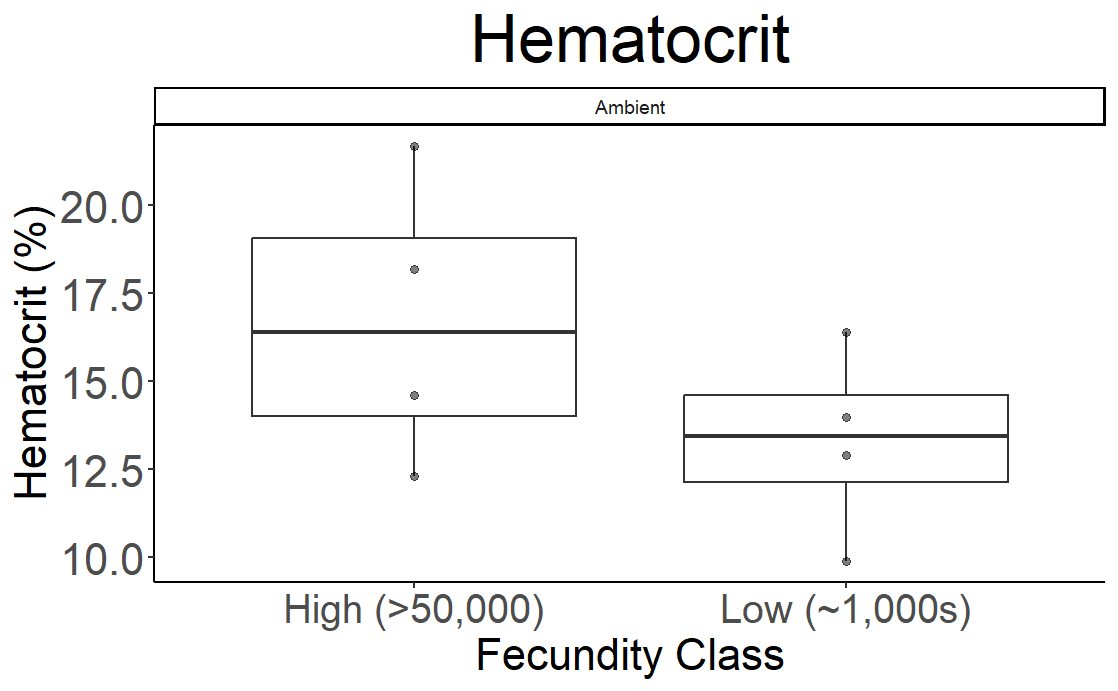 Hematocrit
Ambient
Hematocrit (%)
20.0
17.5
15.0
12.5
10.0
High (>50,000)
Low (~1,000s)
Fecundity Class